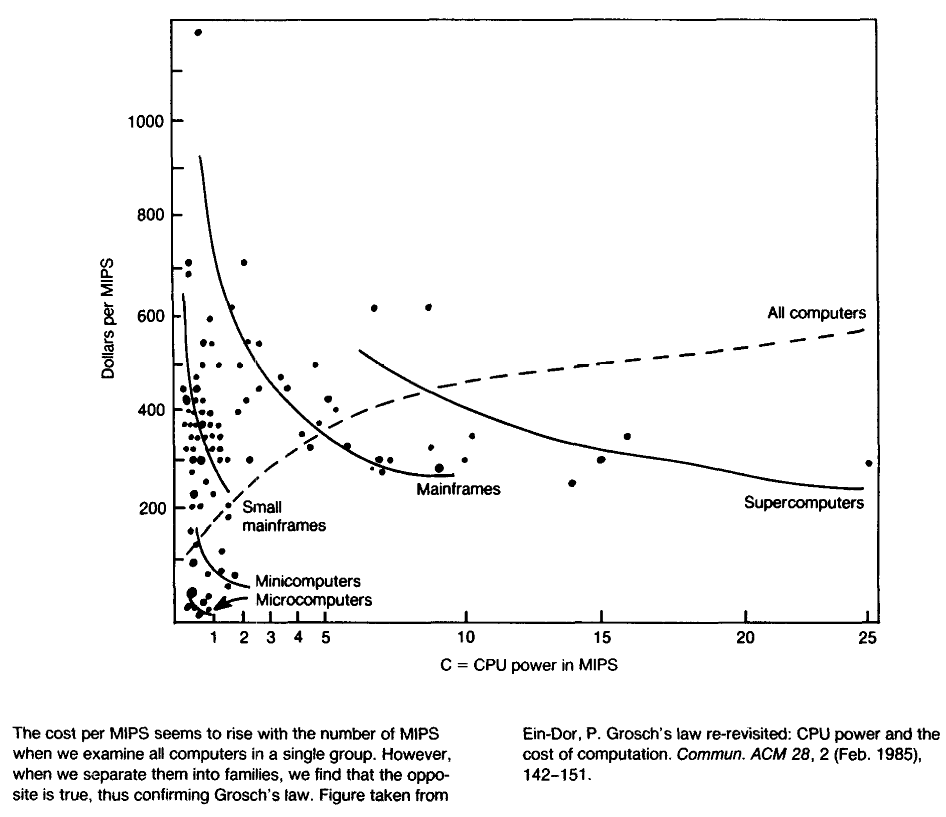 1000
800
600
400
200
Dollars per MIPS
All computers
Mainframes
Supercomputers
Small
mainframes
Minicomputers
Microcomputers
1 2 3 4 5 10 15 20 25
C = CPU power in MIPS
The cost per MIPS seems to rise with the number of MIPS
when we examine all computers in a single group. However,
when we separate them into families, we find that the oppo-
site is true, thus confirming Grosch's law. Figure taken from
Ein-Dor, P. Grosch's law re-revisited: CPU power and the
cost of computation. Commun. ACM 28, 2 (Feb. 1985),
142–151.